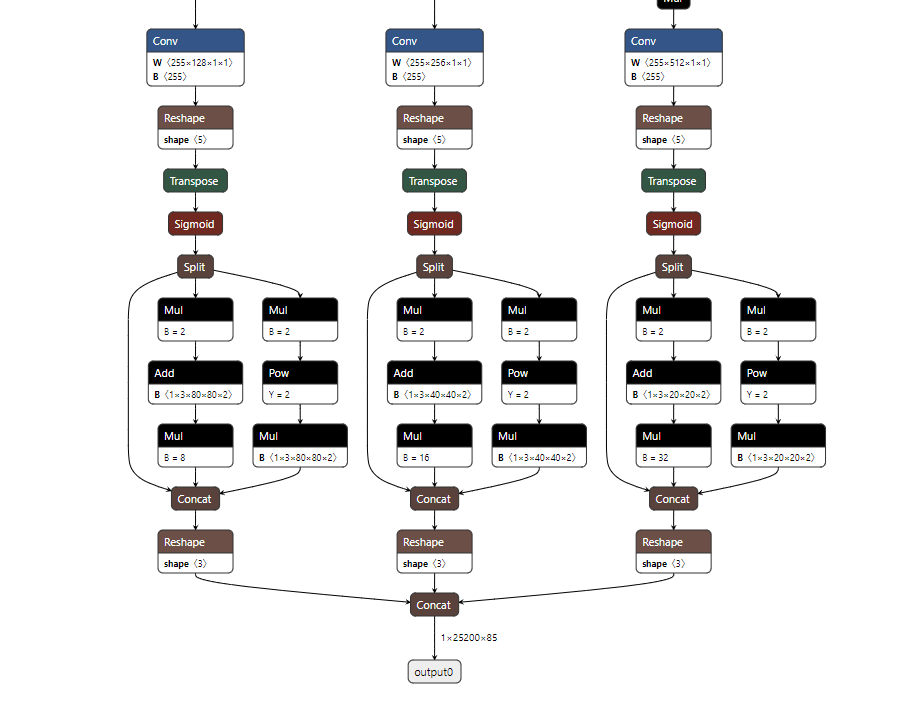 Mul
Conv
W 〈255×128×1×1〉
B 〈255〉
Conv
W 〈255×256×1×1〉
B 〈255〉
Conv
W 〈255×512×1×1〉
B 〈255〉
Reshape
shape 〈5〉
Reshape
shape 〈5〉
Reshape
shape 〈5〉
Transpose
Transpose
Transpose
Sigmoid
Sigmoid
Sigmoid
Split
Split
Split
Mul
B = 2
Mul
B = 2
Mul
B = 2
Mul
B = 2
Mul
B = 2
Mul
B = 2
Add
B 〈1×3×80×80×2〉
Pow
Y = 2
Add
B 〈1×3×40×40×2〉
Pow
Y = 2
Add
B 〈1×3×20×20×2〉
Pow
Y = 2
Mul
B = 8
Mul
B 〈1×3×80×80×2〉
Mul
B = 16
Mul
B 〈1×3×40×40×2〉
Mul
B = 32
Mul
B 〈1×3×20×20×2〉
Concat
Concat
Concat
Reshape
shape 〈3〉
Reshape
shape 〈3〉
Reshape
shape 〈3〉
Concat
1×25200×85
output0